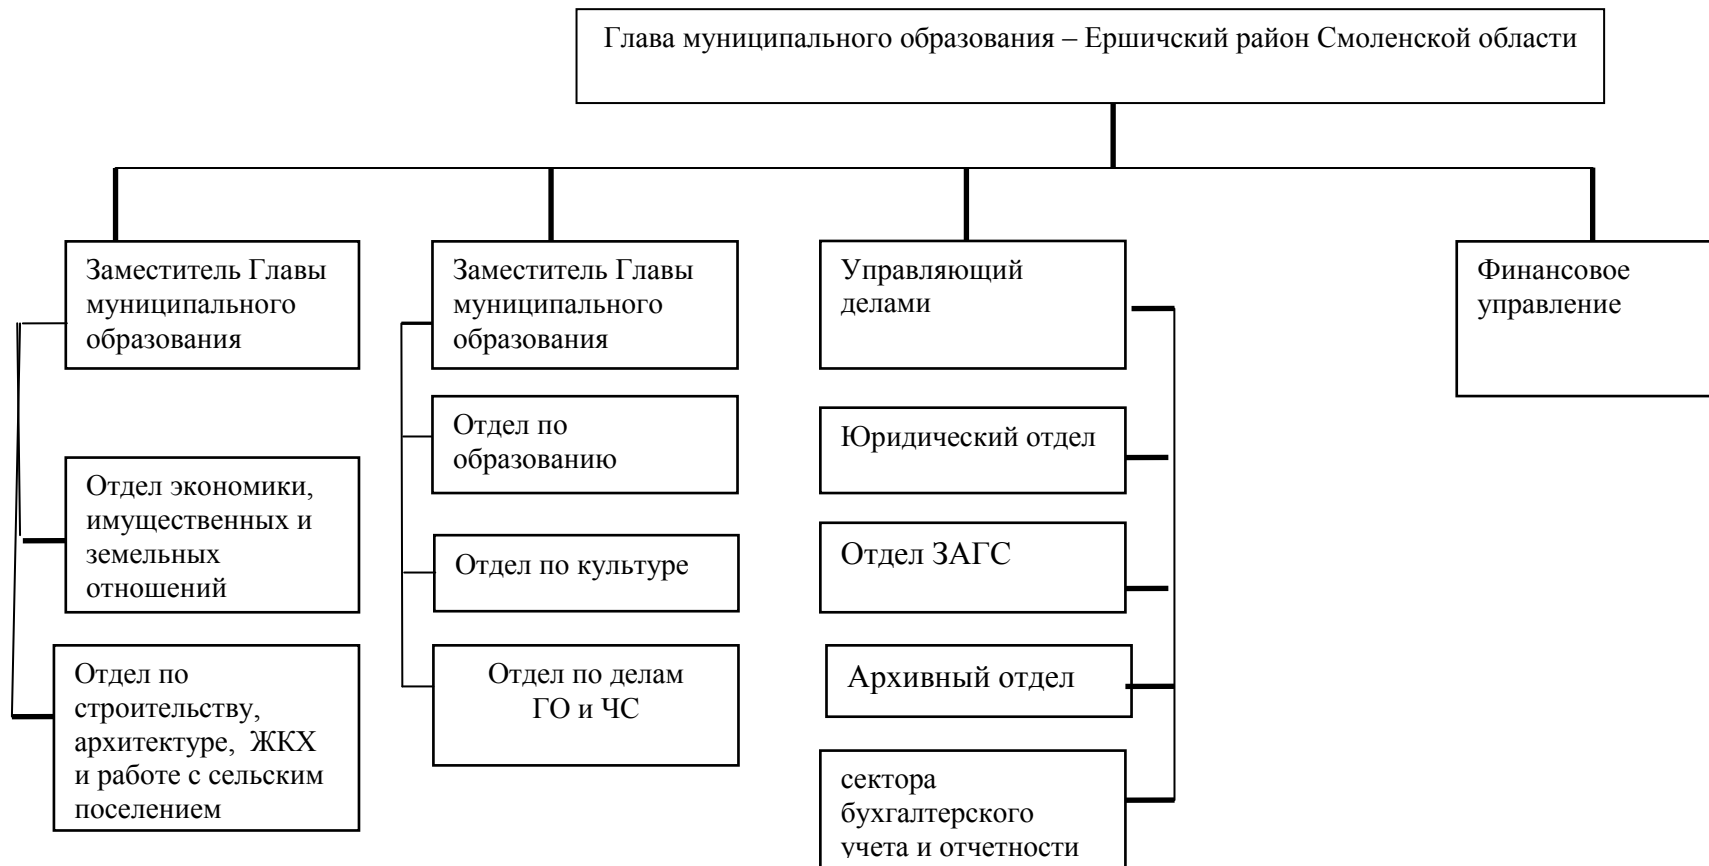 Глава муниципального образования – Ершичский район Смоленской области
Заместитель Главы
муниципального
образования
Отдел экономики,
имущественных и
земельных
отношений
Отдел по
строительству,
архитектуре, ЖКХ
и работе с сельским
поселением
Заместитель Главы
муниципального
образования
Отдел по
образованию
Отдел по культуре
Отдел по делам
ГО и ЧС
Управляющий
делами
Юридический отдел
Отдел ЗАГС
Архивный отдел
сектора
бухгалтерского
учета и отчетности
Финансовое
управление